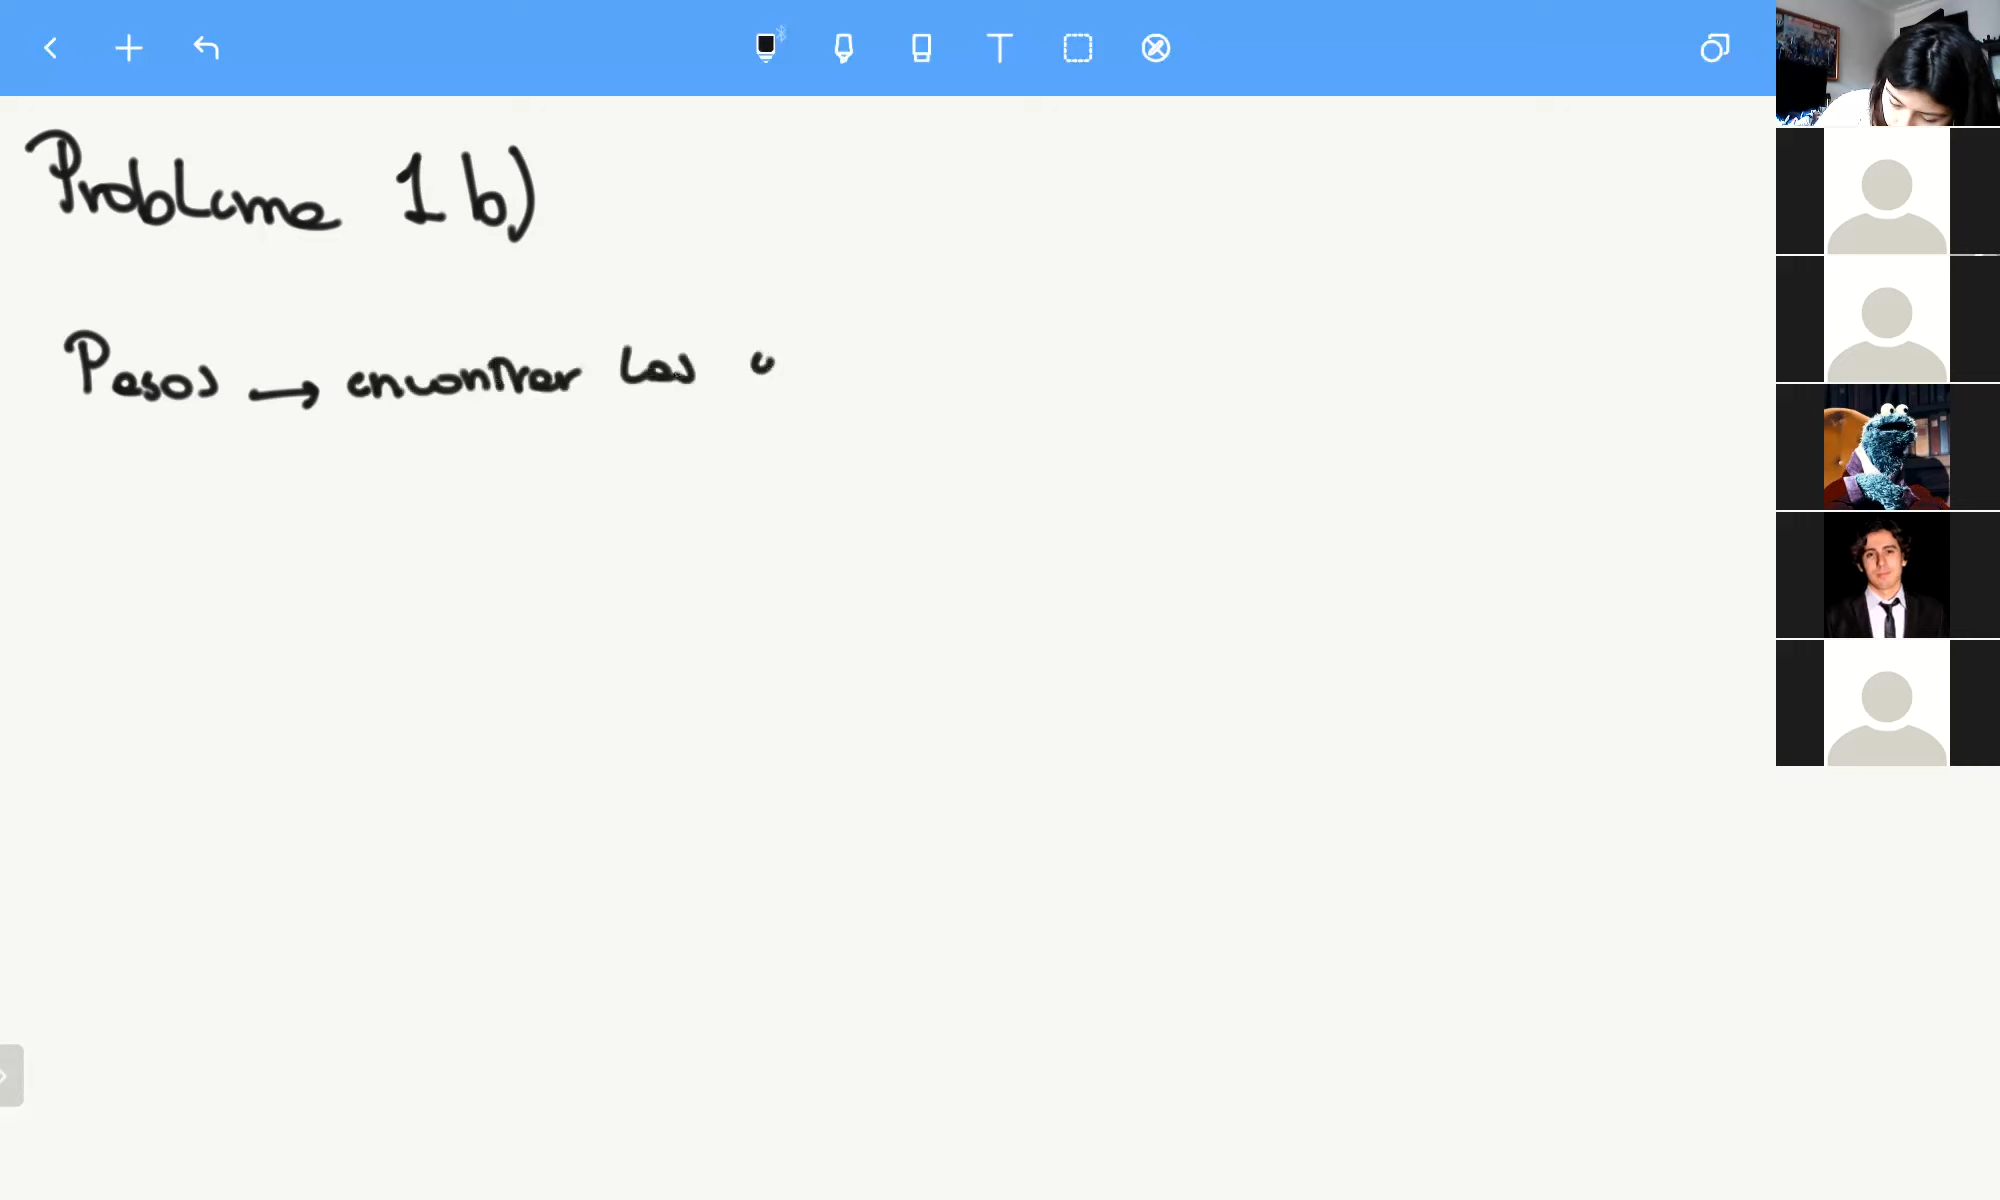 Problema 1 b)
Pasos → encontrar las